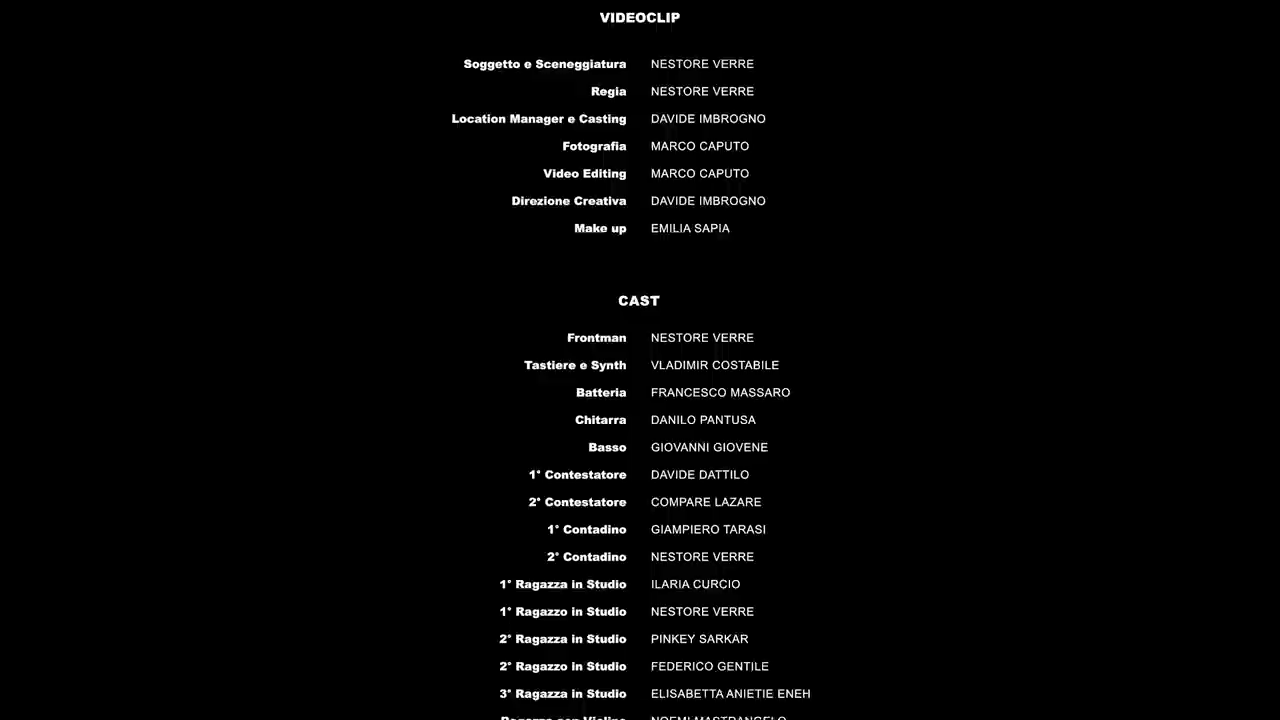 VIDEOCLIP
Soggetto e Sceneggiatura NESTORE VERRE
Regia NESTORE VERRE
Location Manager e Casting DAVIDE IMBROGNO
Fotografia MARCO CAPUTO
Video Editing MARCO CAPUTO
Direzione Creativa DAVIDE IMBROGNO
Make up EMILIA SAPIA
CAST
Frontman NESTORE VERRE
Tastiere e Synth VLADIMIR COSTABILE
Batteria FRANCESCO MASSARO
Chitarra DANILO PANTUSA
Basso GIOVANNI GIOVENE
1° Contestatore DAVIDE DATTILO
2° Contestatore COMPARE LAZARE
1° Contadino GIAMPIERO TARASI
2° Contadino NESTORE VERRE
1° Ragazza in Studio ILARIA CURCIO
1° Ragazzo in Studio NESTORE VERRE
2° Ragazza in Studio PINKEY SARKAR
2° Ragazzo in Studio FEDERICO GENTILE
3° Ragazza in Studio ELISABETTA ANIETIE ENEH